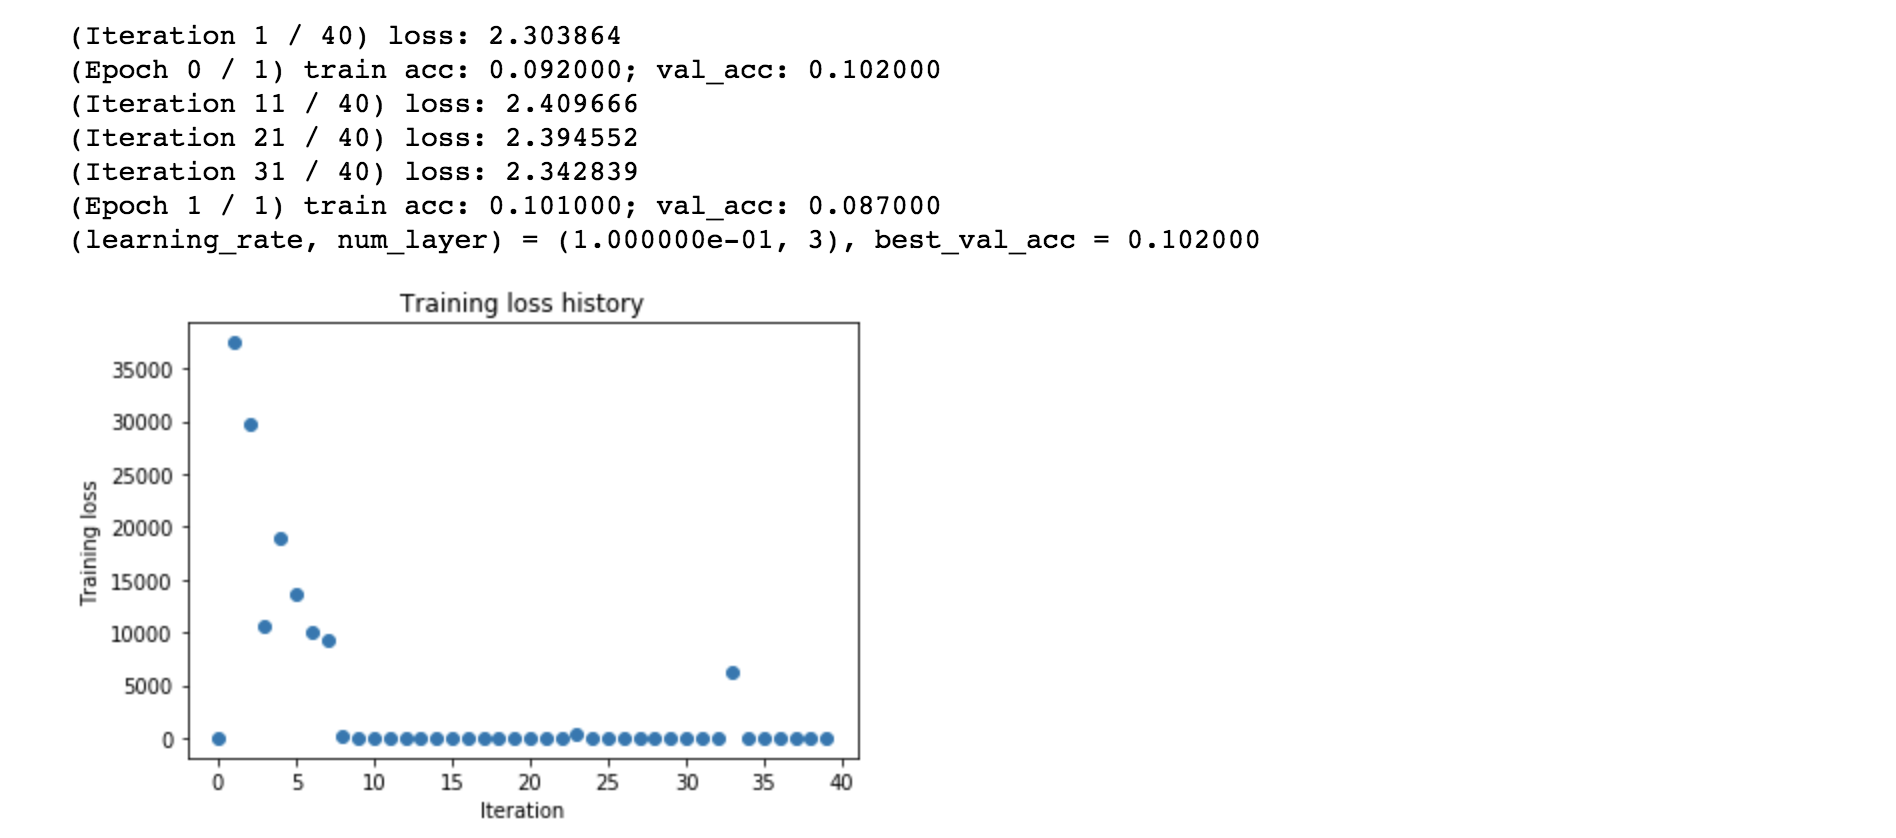 (Iteration 1 / 40) loss: 2.303864
(Epoch 0 / 1) train acc: 0.092000; val_acc: 0.102000
(Iteration 11 / 40) loss: 2.409666
(Iteration 21 / 40) loss: 2.394552
(Iteration 31 / 40) loss: 2.342839
(Epoch 1 / 1) train acc: 0.101000; val_acc: 0.087000
(learning_rate, num_layer) = (1.000000e-01, 3), best_val_acc = 0.102000
Training loss history
35000
30000
25000
20000
15000
10000
5000
0
Training loss
0 5 10 15 20 25 30 35 40
Iteration